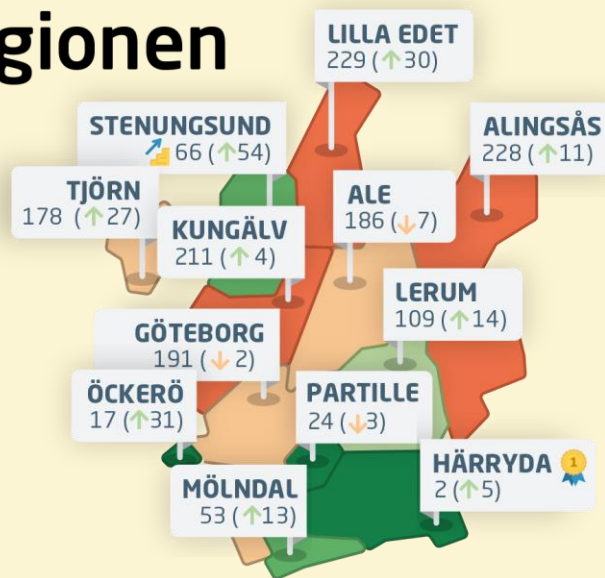 gionen
LILLA EDET
229 (↑30)
STENUNGSUND
66 (↑54)
ALINGSÅS
228 (↑11)
TJÖRN
178 (↑27)
ALE
186 (↓7)
KUNGÄLV
211 (↑4)
LERUM
109 (↑14)
GÖTEBORG
191 (↓2)
ÖCKERÖ
17 (↑31)
PARTILLE
24 (↓3)
HÄRRYDA 1
2 (↑5)
MÖLNDAL
53 (↑13)